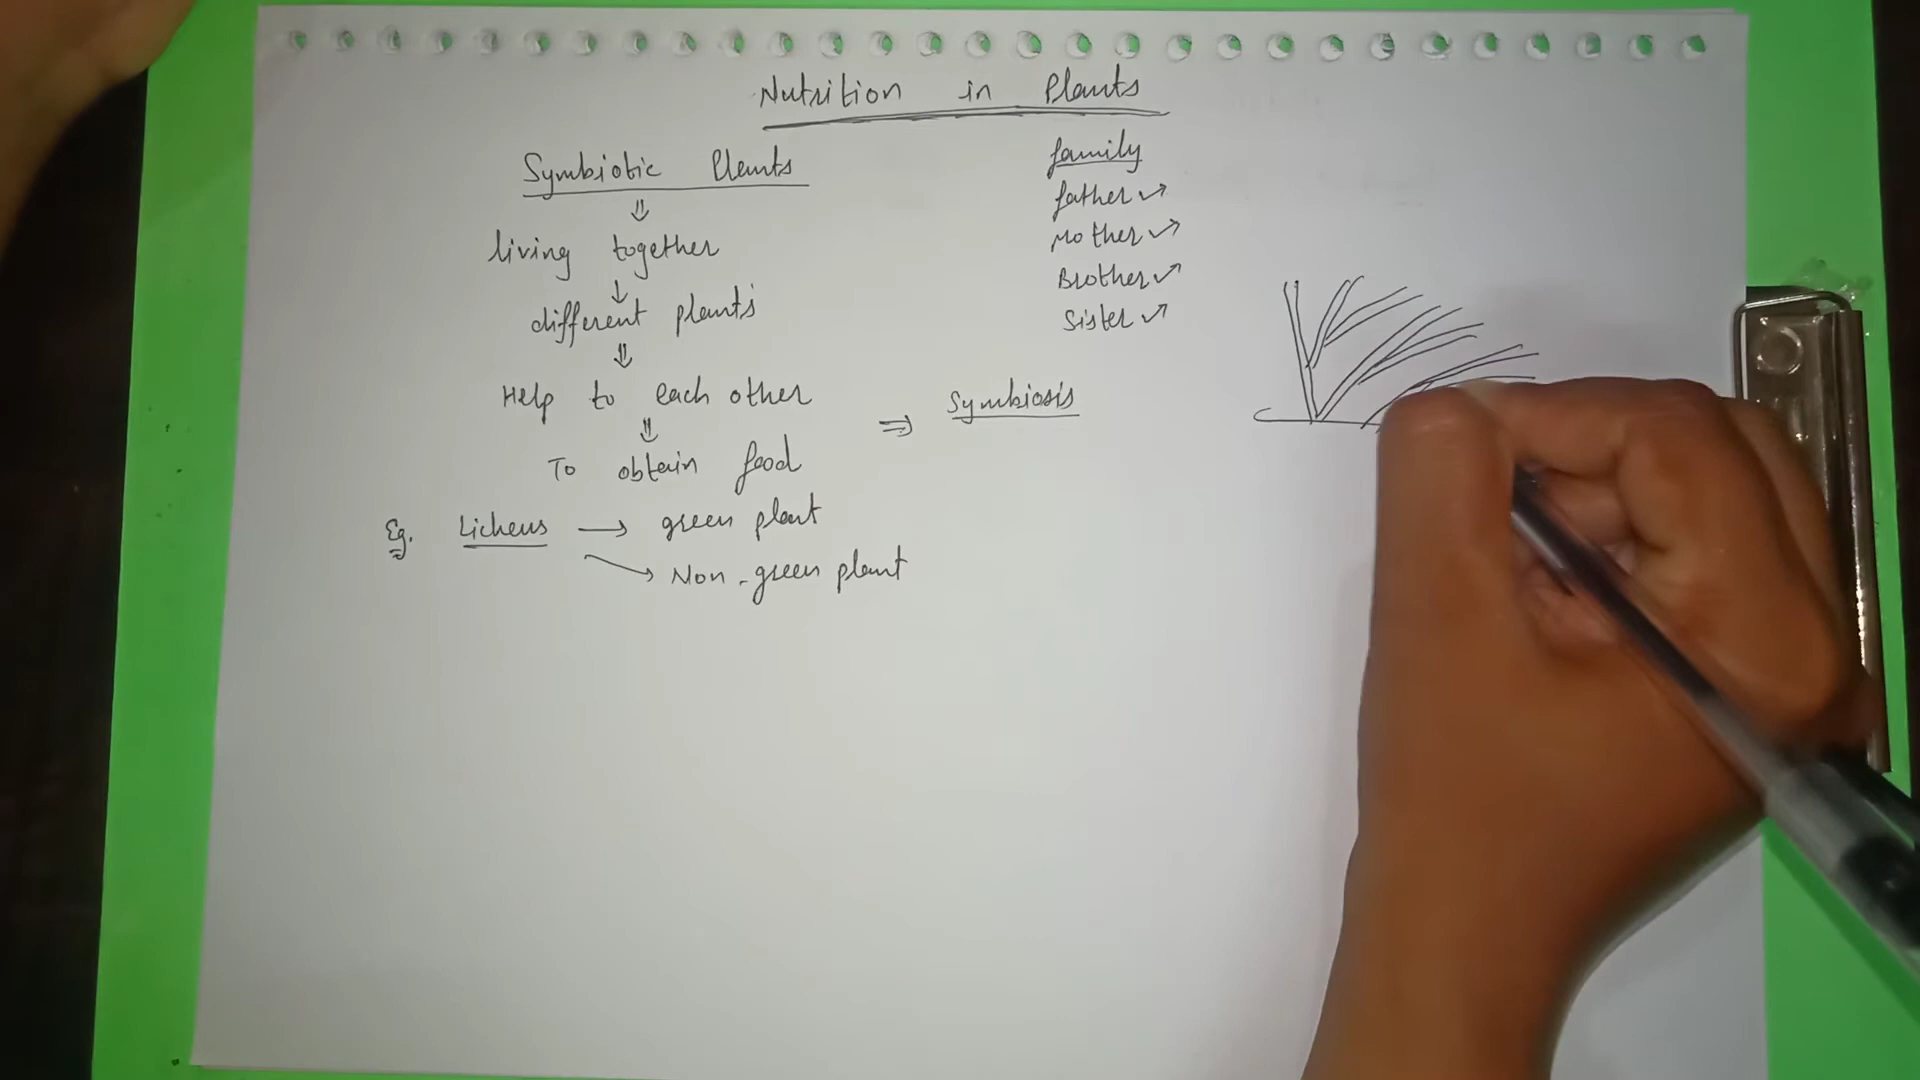 Nutrition in Plants
Symbiotic Plants
⇓
living together
↓
different plants
⇓
Help to each other
⇓
To obtain food
⇒ Symbiosis
Eg. Lichens → green plant
→ Non-green plant
family
father ✓
Mother ✓
Brother ✓
Sister ✓